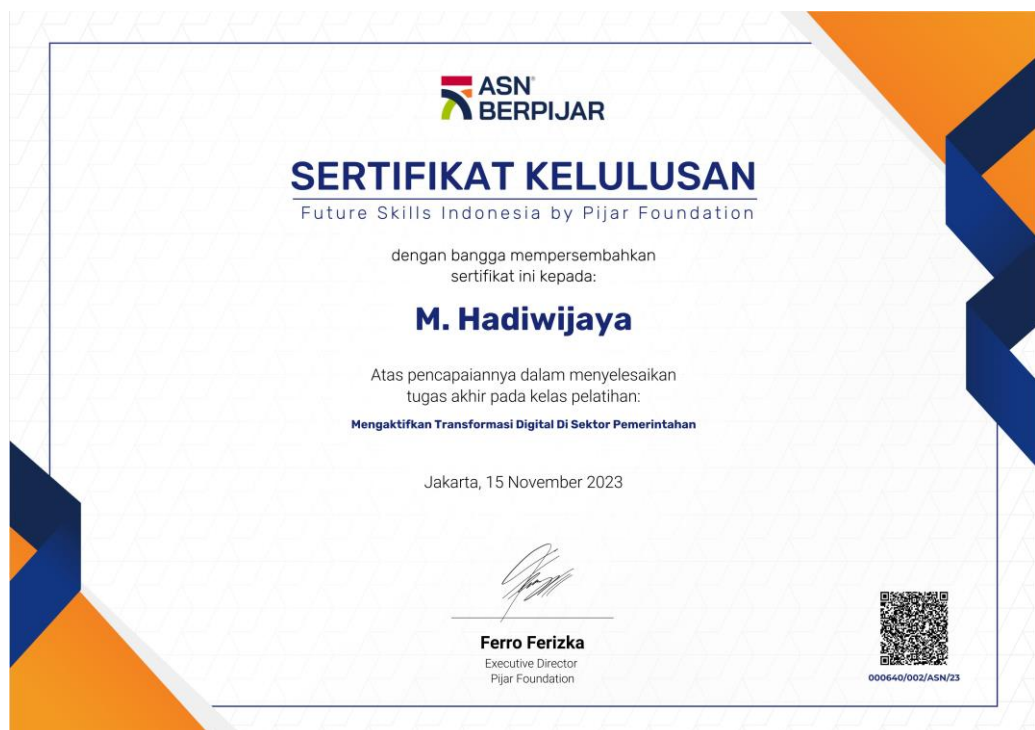 ASN
BERPIJAR
SERTIFIKAT KELULUSAN
Future Skills Indonesia by Pijar Foundation
dengan bangga mempersembahkan
sertifikat ini kepada:
M. Hadiwijaya
Atas pencapaiannya dalam menyelesaikan
tugas akhir pada kelas pelatihan:
Mengaktifkan Transformasi Digital Di Sektor Pemerintahan
Jakarta, 15 November 2023
Ferro Ferizka
Executive Director
Pijar Foundation
000640/002/ASN/23